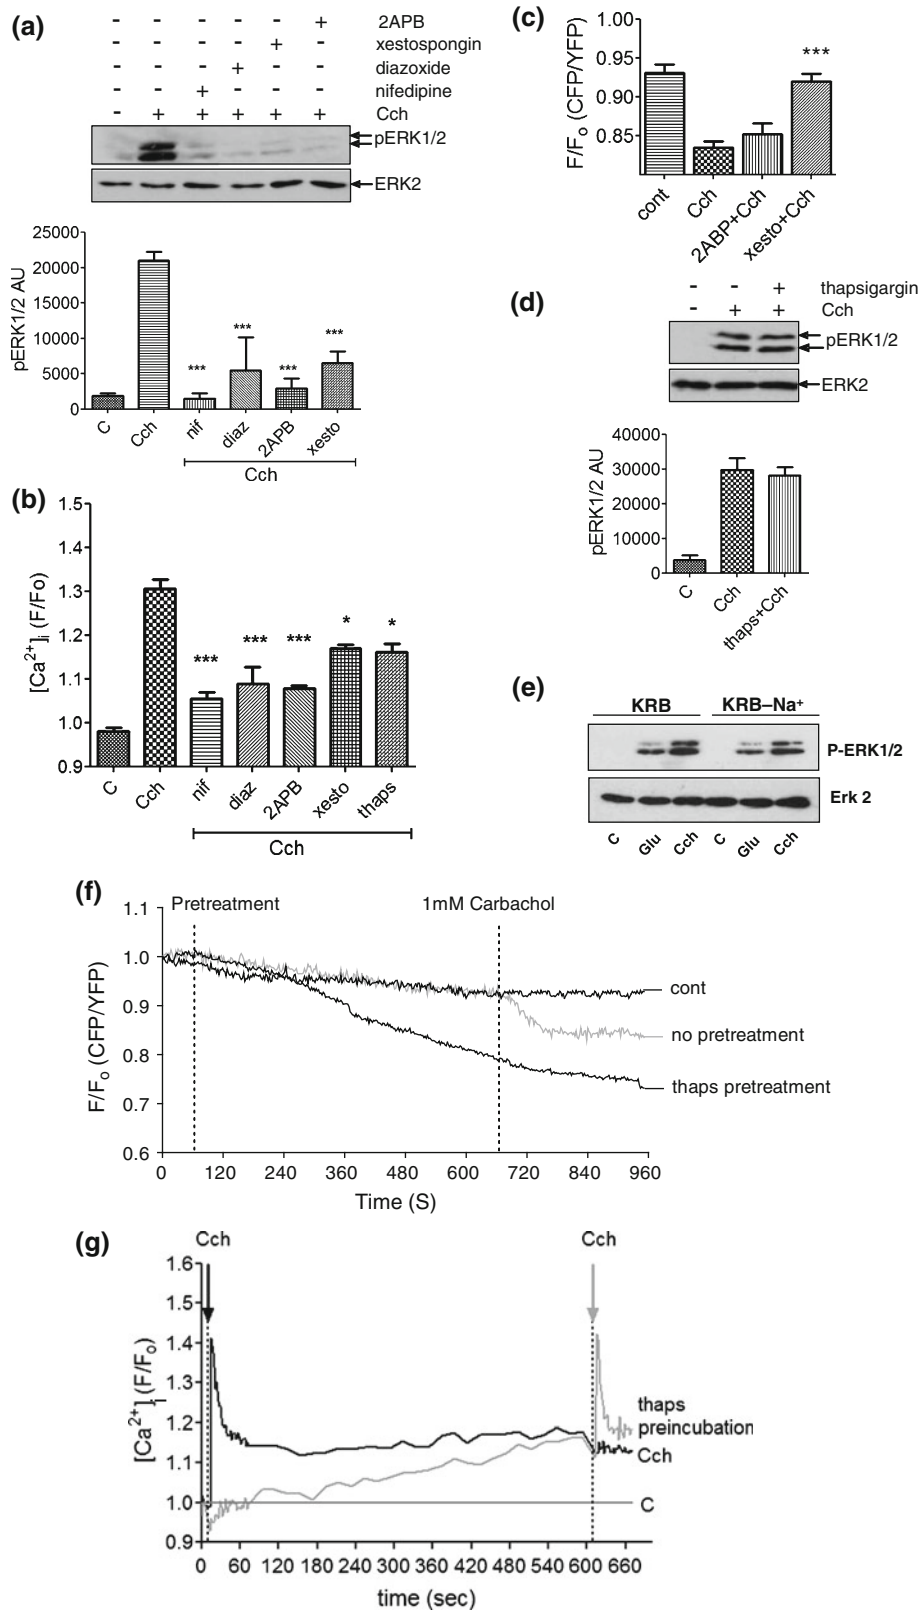 (a)
- - - - - + 2APB
- - - - + - xestospongin
- - - + - - diazoxide
- - + - - - nifedipine
- + + + + + Cch
pERK1/2
ERK2
pERK1/2 AU
25000
20000
15000
10000
5000
0
***
***
***
***
C
Cch
nif
diaz
2APB
xesto
Cch
(b)
[Ca2+]i (F/Fo)
1.5
1.4
1.3
1.2
1.1
1.0
0.9
***
***
***
*
*
C
Cch
nif
diaz
2APB
xesto
thaps
Cch
(c)
F/Fo (CFP/YFP)
1.00
0.95
0.90
0.85
***
cont
Cch
2ABP+Cch
xesto+Cch
(d)
- - + thapsigargin
- + + Cch
pERK1/2
ERK2
pERK1/2 AU
40000
30000
20000
10000
0
C
Cch
thaps+Cch
(e)
KRB KRB–Na+
P-ERK1/2
Erk 2
C Glu Cch C Glu Cch
(f)
Pretreatment 1mM Carbachol
F/Fo (CFP/YFP)
1.1
1.0
0.9
0.8
0.7
0.6
cont
no pretreatment
thaps pretreatment
0 120 240 360 480 600 720 840 960
Time (S)
(g)
Cch Cch
[Ca2+]i (F/Fo)
1.6
1.5
1.4
1.3
1.2
1.1
1.0
0.9
thaps
preincubation
Cch
C
0 60 120 180 240 300 360 420 480 540 600 660
time (sec)